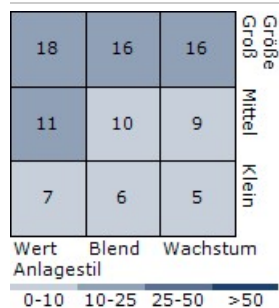 18 16 16 Groß Größe
11 10 9 Mittel
7 6 5 Klein
Wert Blend Wachstum
Anlagestil
0-10 10-25 25-50 >50